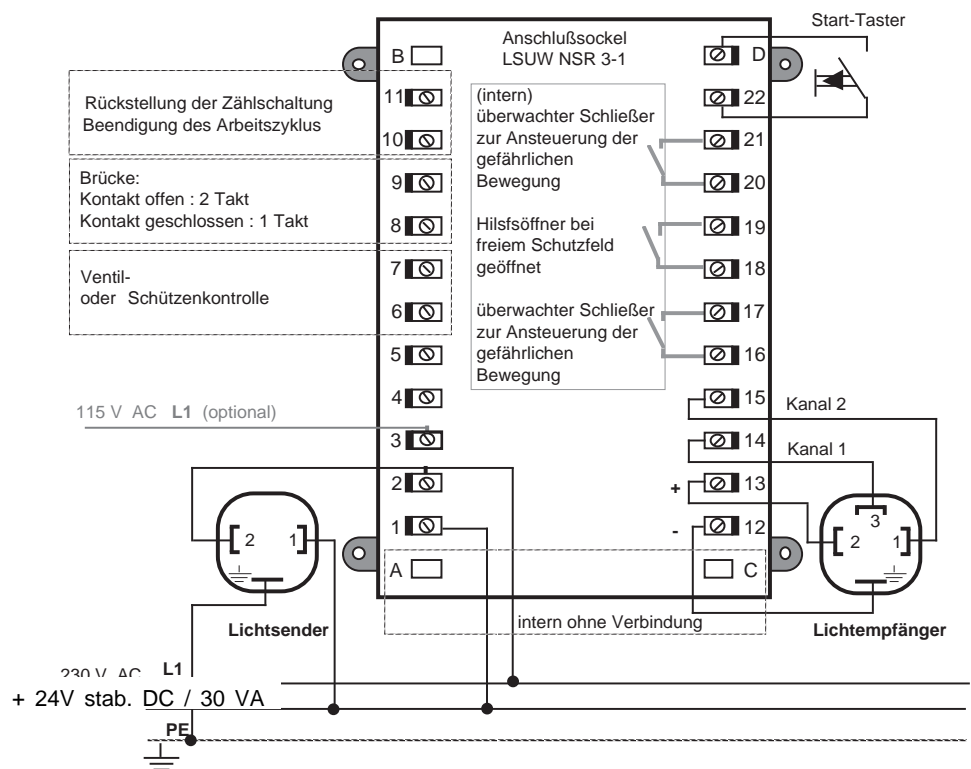 Start-Taster
Anschlußsockel
LSUW NSR 3-1
B
D
11
22
10
21
9
20
8
19
7
18
6
17
5
16
4
15
3
14
2
13
1
12
A
C
Rückstellung der Zählschaltung
Beendigung des Arbeitszyklus
Brücke:
Kontakt offen : 2 Takt
Kontakt geschlossen : 1 Takt
Ventil-
oder Schützenkontrolle
(intern)
überwachter Schließer
zur Ansteuerung der
gefährlichen
Bewegung
Hilsfsöffner bei
freiem Schutzfeld
geöffnet
überwachter Schließer
zur Ansteuerung der
gefährlichen
Bewegung
115 V AC L1 (optional)
Kanal 2
Kanal 1
+
-
2 1
3
2 1
Lichtsender
intern ohne Verbindung
Lichtempfänger
230 V AC L1
+ 24V stab. DC / 30 VA
PE